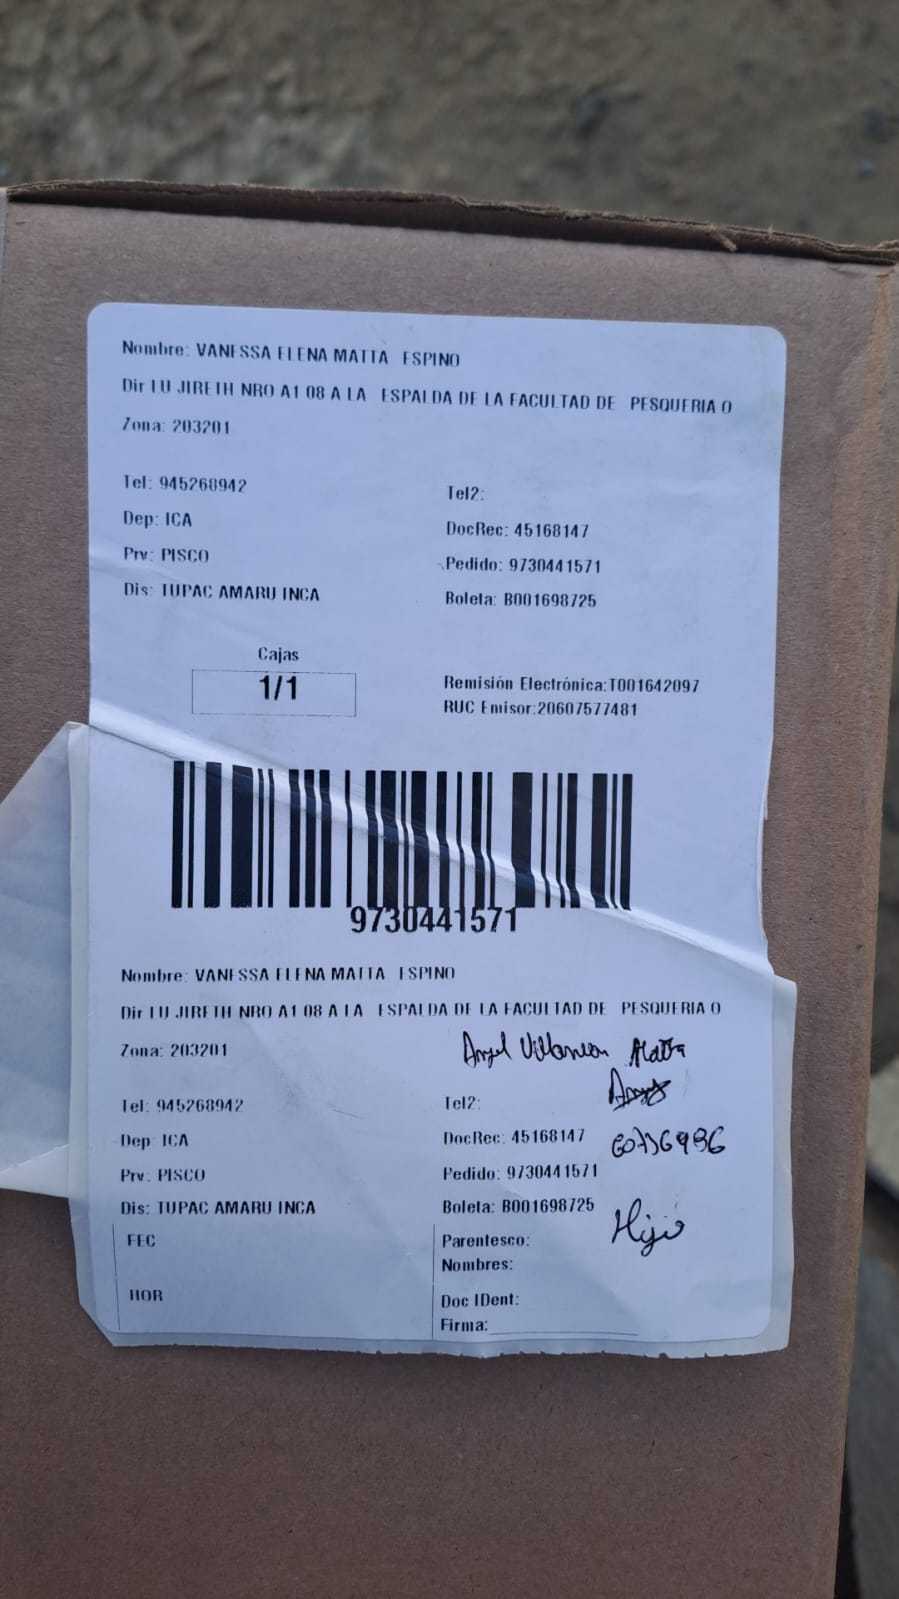 Nombre: VANESSA ELENA MATTA ESPINO
Dir LU JIRETH NRO A1 08 A LA ESPALDA DE LA FACULTAD DE PESQUERIA O
Zona: 203201
Tel: 945268942 Tel2:
Dep: ICA DocRec: 45168147
Prv: PISCO Pedido: 9730441571
Dis: TUPAC AMARU INCA Boleta: B001698725
Cajas
1/1
Remisión Electrónica:T001642097
RUC Emisor:20607577481
9730441571
Nombre: VANESSA ELENA MATTA ESPINO
Dir LU JIRETH NRO A1 08 A LA ESPALDA DE LA FACULTAD DE PESQUERIA O
Zona: 203201 Angel Matta
Tel: 945268942 Tel2:
Dep: ICA DocRec: 45168147
Prv: PISCO Pedido: 9730441571
Dis: TUPAC AMARU INCA Boleta: B001698725 Hijo
FEC Parentesco:
Nombres:
HOR Doc IDent:
Firma: